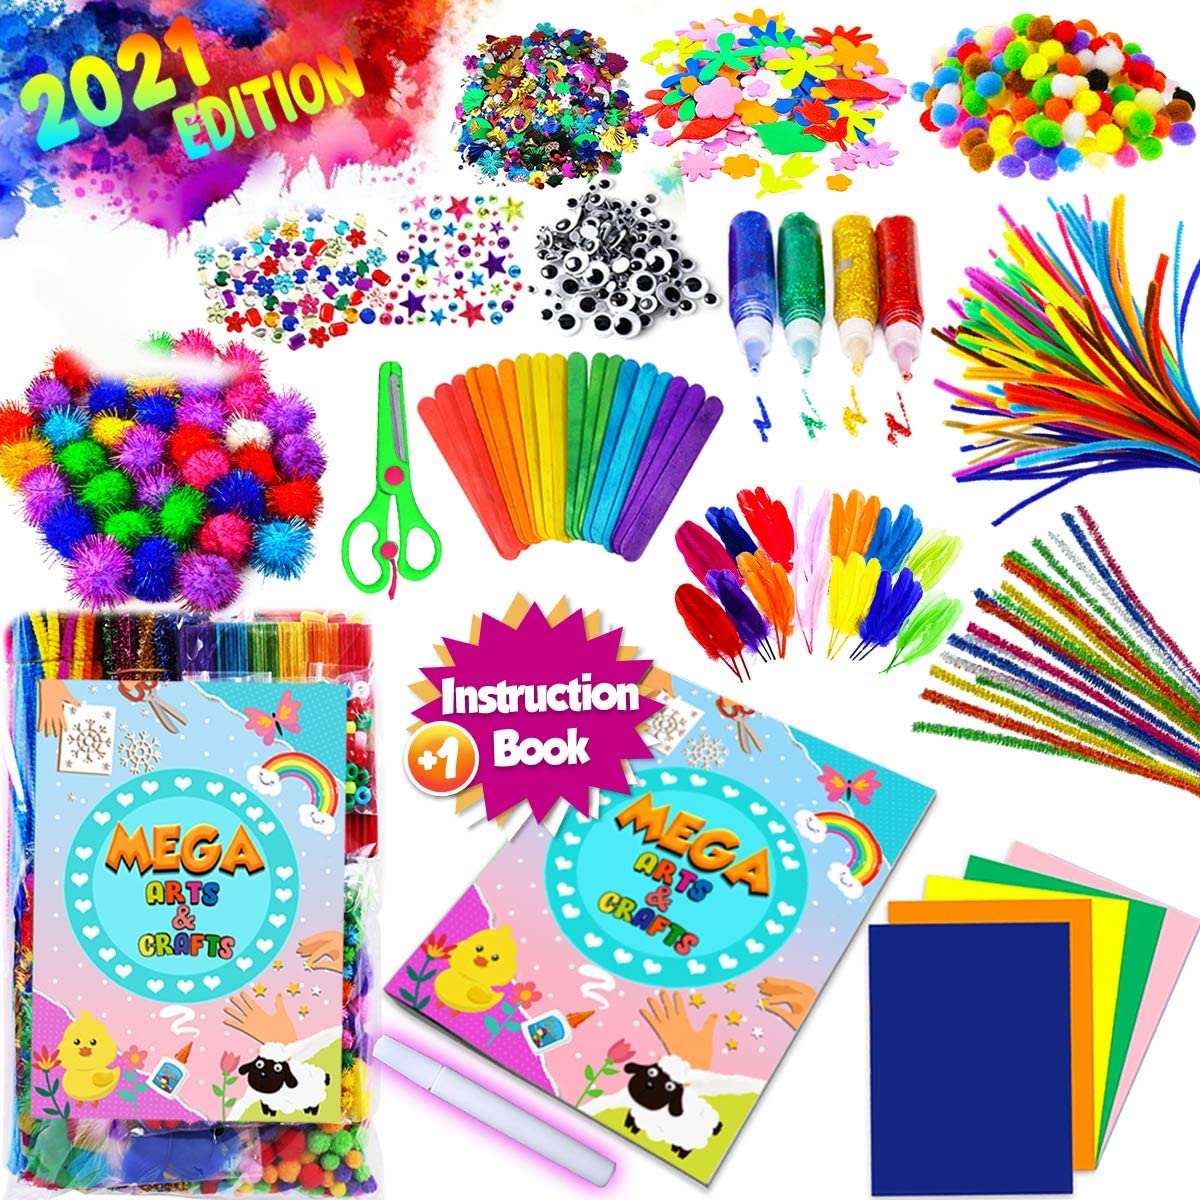 2021
EDITION
Instruction
+1 Book
MEGA
ARTS
&
CRAFTS
MEGA
ARTS
&
CRAFTS